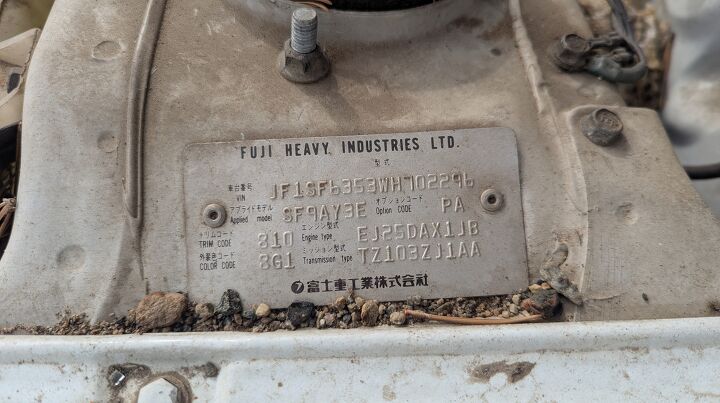 FUJI HEAVY INDUSTRIES LTD.
型式
車台番号 VIN JF1SF6353WH702296
アプライドモデル オプションコード
Applied model SF9AY3E Option code PA
トリムコード エンジン型式
TRIM CODE 810 Engine type EJ25DAX1JB
外装色コード ミッション型式
COLOR CODE 8G1 Transmission type TZ103ZJ1AA
富士重工業株式会社